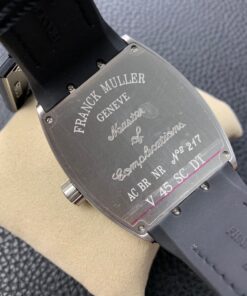 FRANCK MULLER
GENEVE
Master
of
Complications
AC BR NR Nº 217
V 45 SC DT